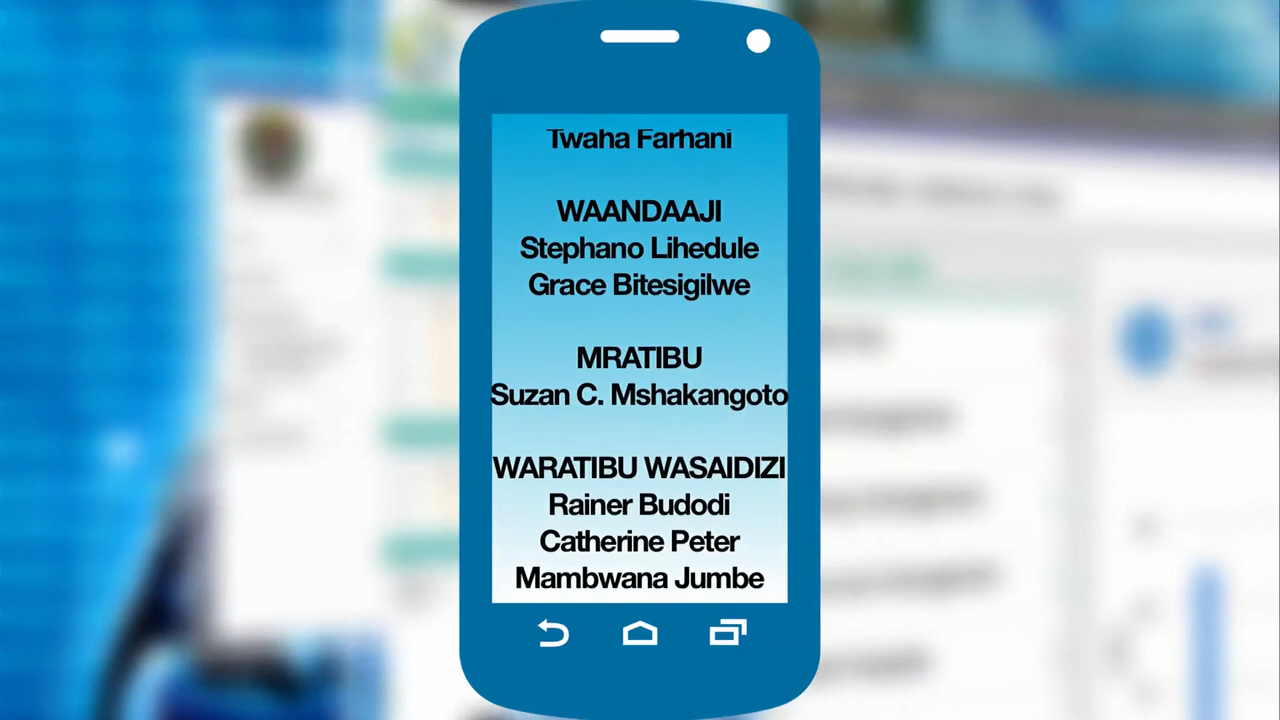 Twaha Farhani
WAANDAAJI
Stephano Lihedule
Grace Bitesigilwe
MRATIBU
Suzan C. Mshakangoto
WARATIBU WASAIDIZI
Rainer Budodi
Catherine Peter
Mambwana Jumbe